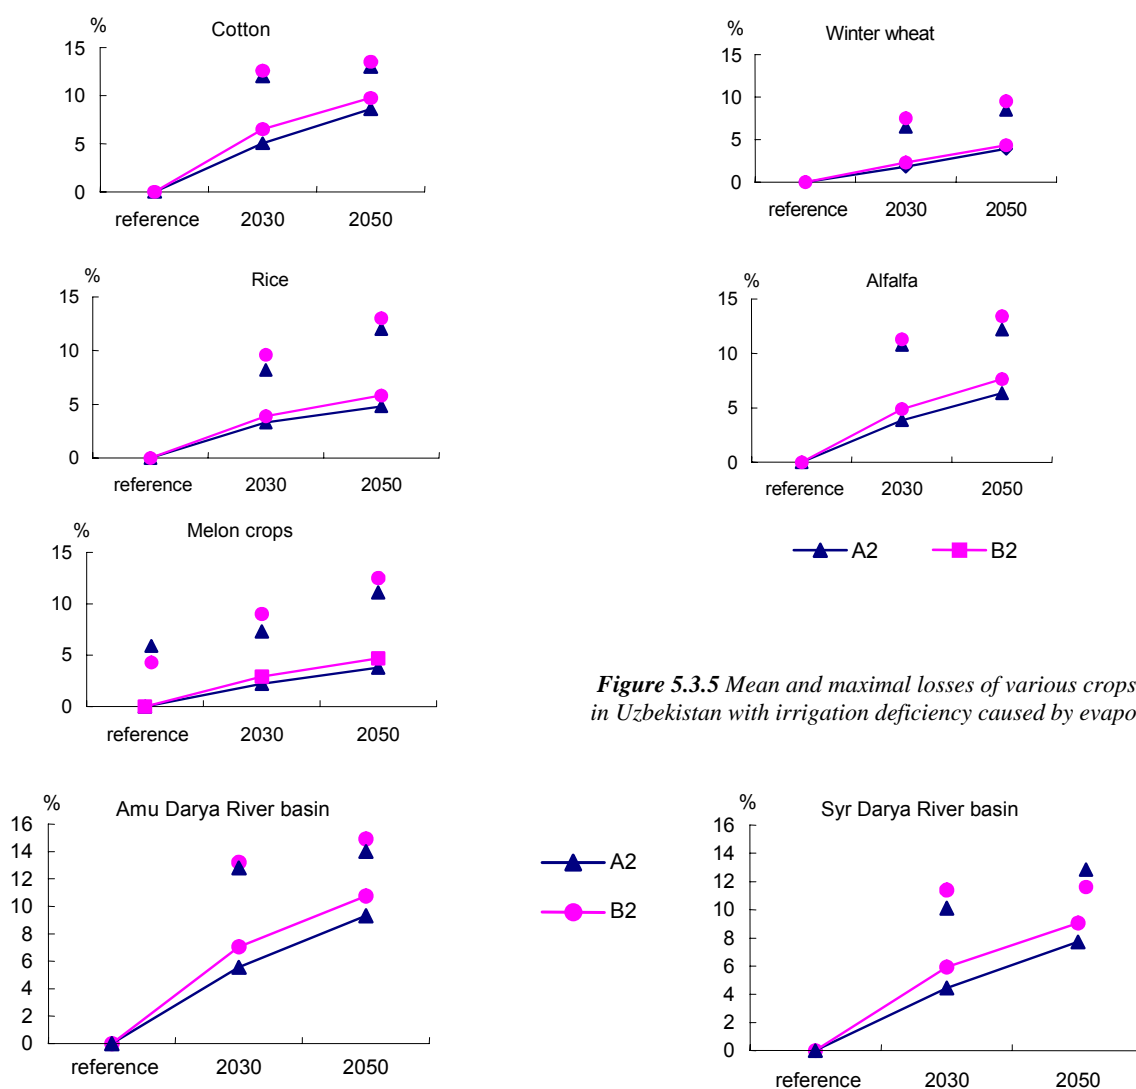 %
Cotton
15
10
5
0
reference 2030 2050
%
Winter wheat
15
10
5
0
reference 2030 2050
%
Rice
15
10
5
0
reference 2030 2050
%
Alfalfa
15
10
5
0
reference 2030 2050
A2 B2
%
Melon crops
15
10
5
0
reference 2030 2050
Figure 5.3.5 Mean and maximal losses of various crops
in Uzbekistan with irrigation deficiency caused by evapo
%
Amu Darya River basin
16
14
12
10
8
6
4
2
0
reference 2030 2050
A2
B2
%
Syr Darya River basin
16
14
12
10
8
6
4
2
0
reference 2030 2050